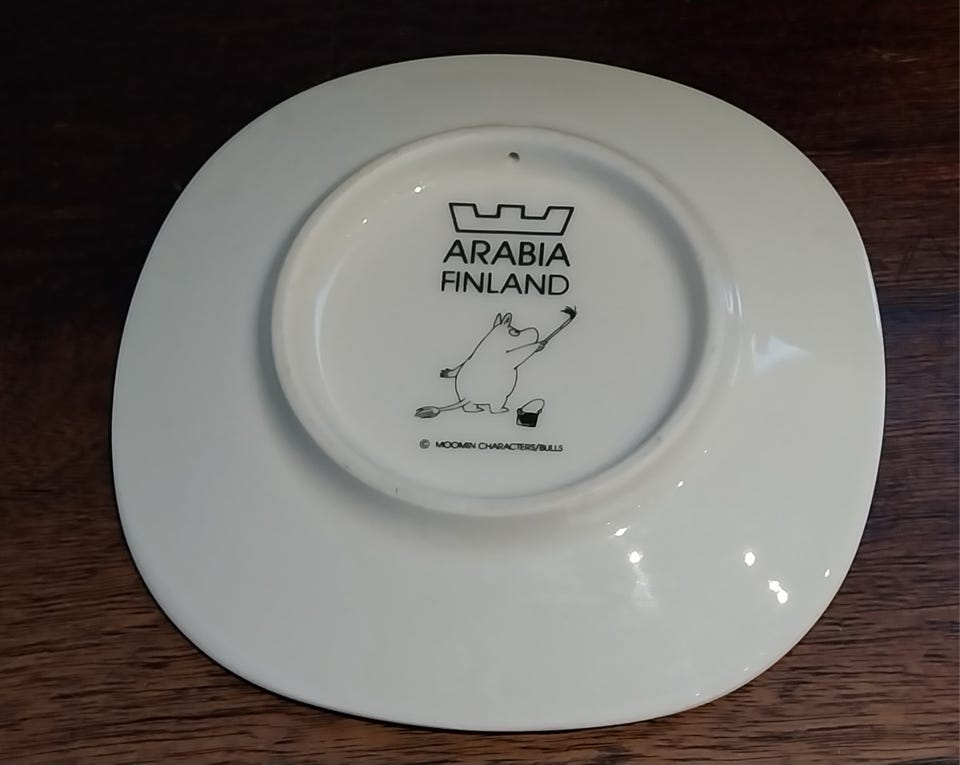 ARABIA
FINLAND
© MOOMIN CHARACTERS/BULLS